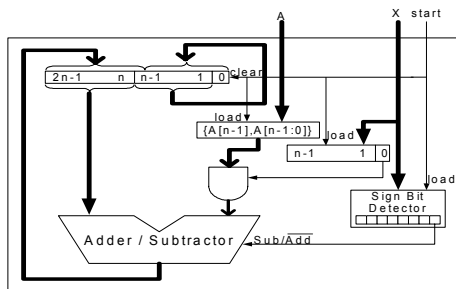 A X start
2n-1 n n-1 1 0 clear
load
{A[n-1],A[n-1:0]}
load
n-1 1 0
load
Sign Bit
Detector
Adder / Subtractor
Sub/Add